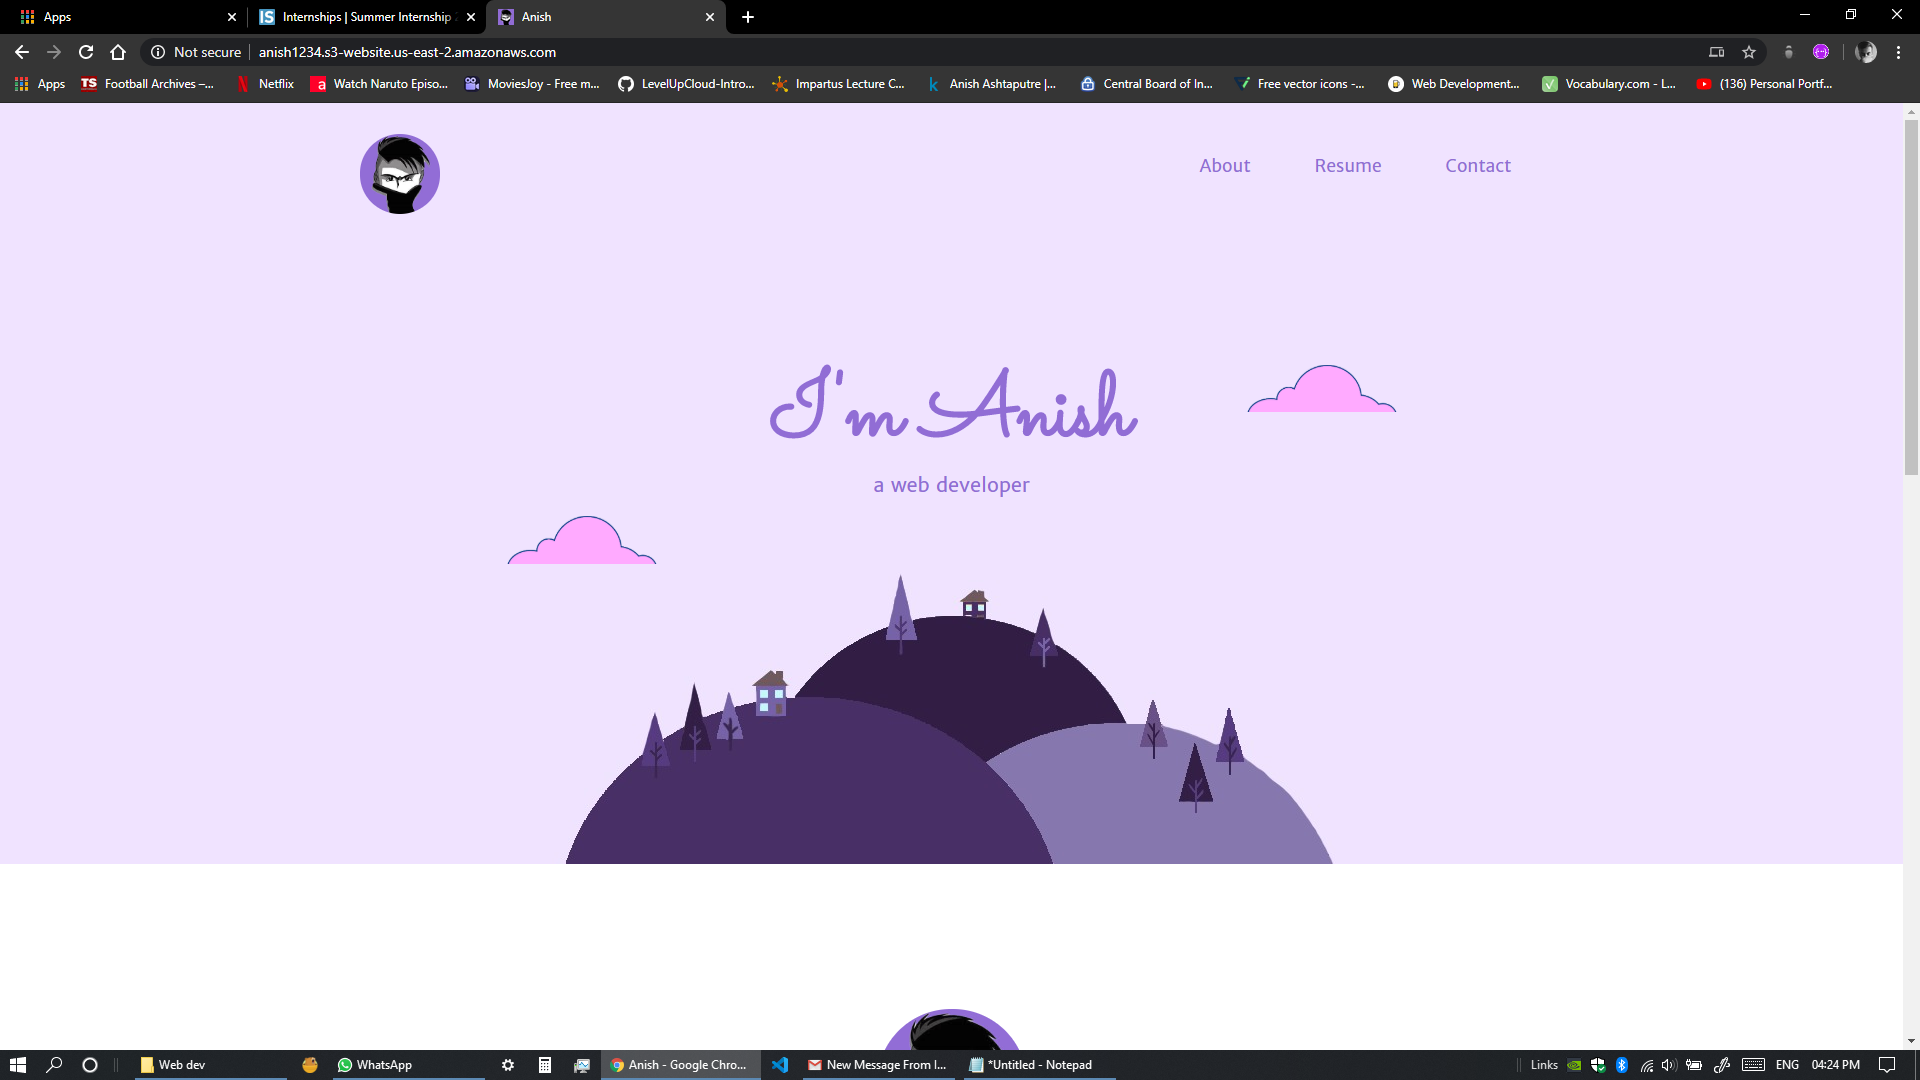 Apps
IS Internships | Summer Internship
Anish
Not secure anish1234.s3-website.us-east-2.amazonaws.com
Apps
TS Football Archives –...
Netflix
a Watch Naruto Episo...
MoviesJoy - Free m...
LevelUpCloud-Intro...
Impartus Lecture C...
k Anish Ashtaputre |...
Central Board of In...
Free vector icons -...
Web Development...
Vocabulary.com - L...
(136) Personal Portf...
About Resume Contact
I'm Anish
a web developer
Web dev
WhatsApp
Anish - Google Chro...
New Message From I...
*Untitled - Notepad
Links
ENG
04:24 PM